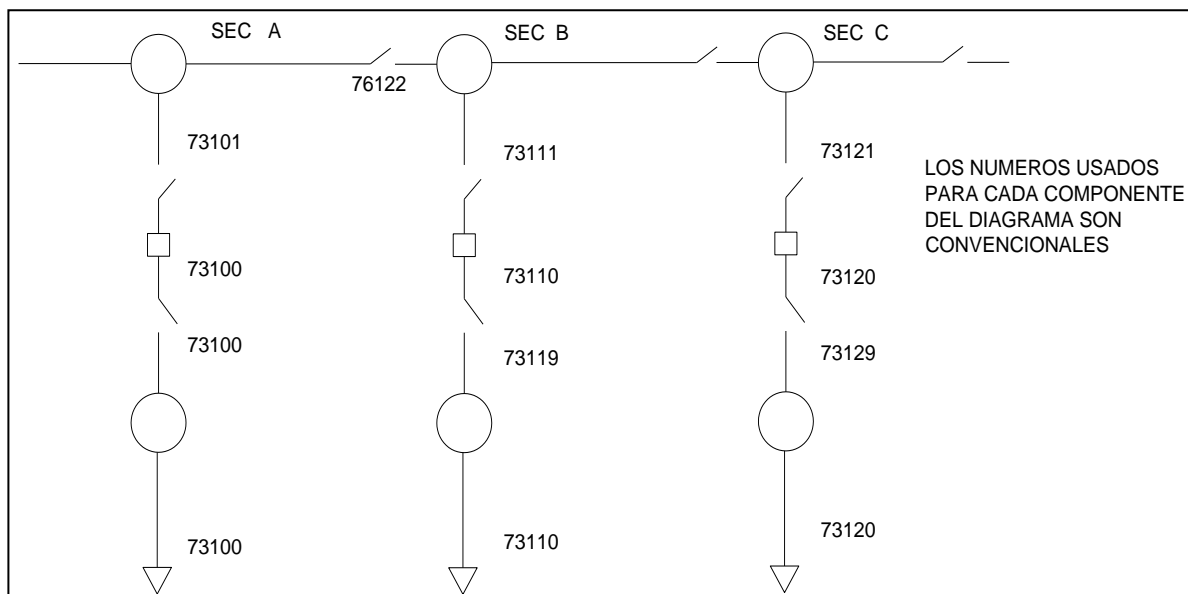 SEC A
SEC B
SEC C
76122
73101
73111
73121
LOS NUMEROS USADOS
PARA CADA COMPONENTE
DEL DIAGRAMA SON
CONVENCIONALES
73100
73110
73120
73100
73119
73129
73100
73110
73120